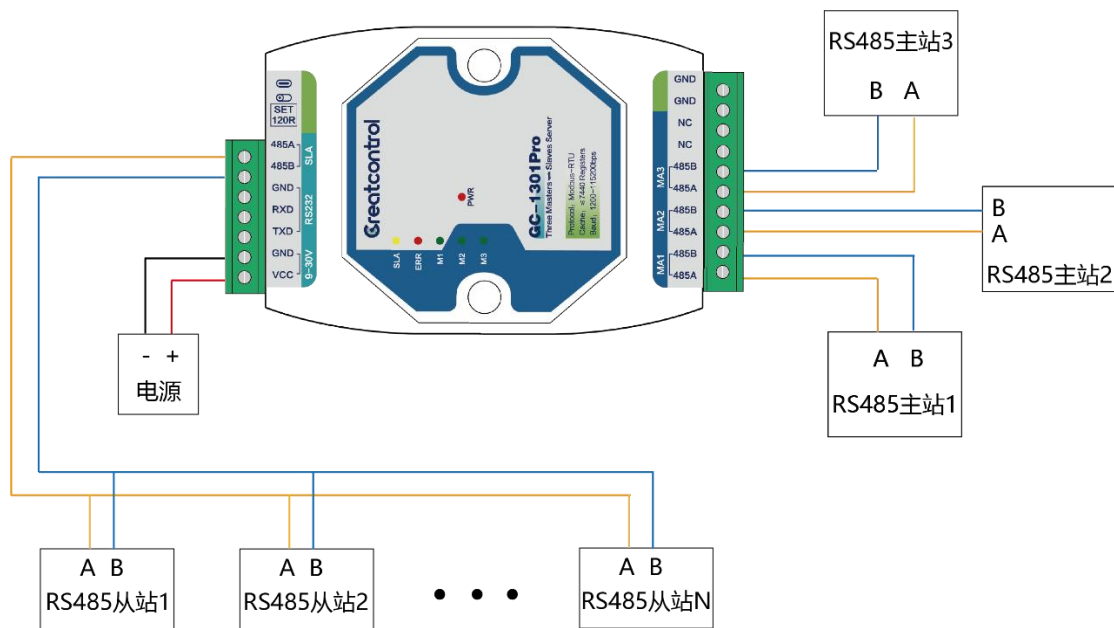 RS485主站3
B A
SET
120R
485A
485B
SLA
GND
RXD
TXD
RS232
GND
VCC
9-30V
Greatcontrol
PWR
SLA
ERR
M1
M2
M3
GC-1301Pro
Three Masters Slaves Server
Protocol: Modbus-RTU
Cache: ≤7440 Registers
Baud: 1200~115200bps
GND
GND
NC
NC
485B
485A
MA3
485B
485A
MA2
485B
485A
MA1
B
A
RS485主站2
A B
RS485主站1
- +
电源
A B
RS485从站1
A B
RS485从站2
• • •
A B
RS485从站N